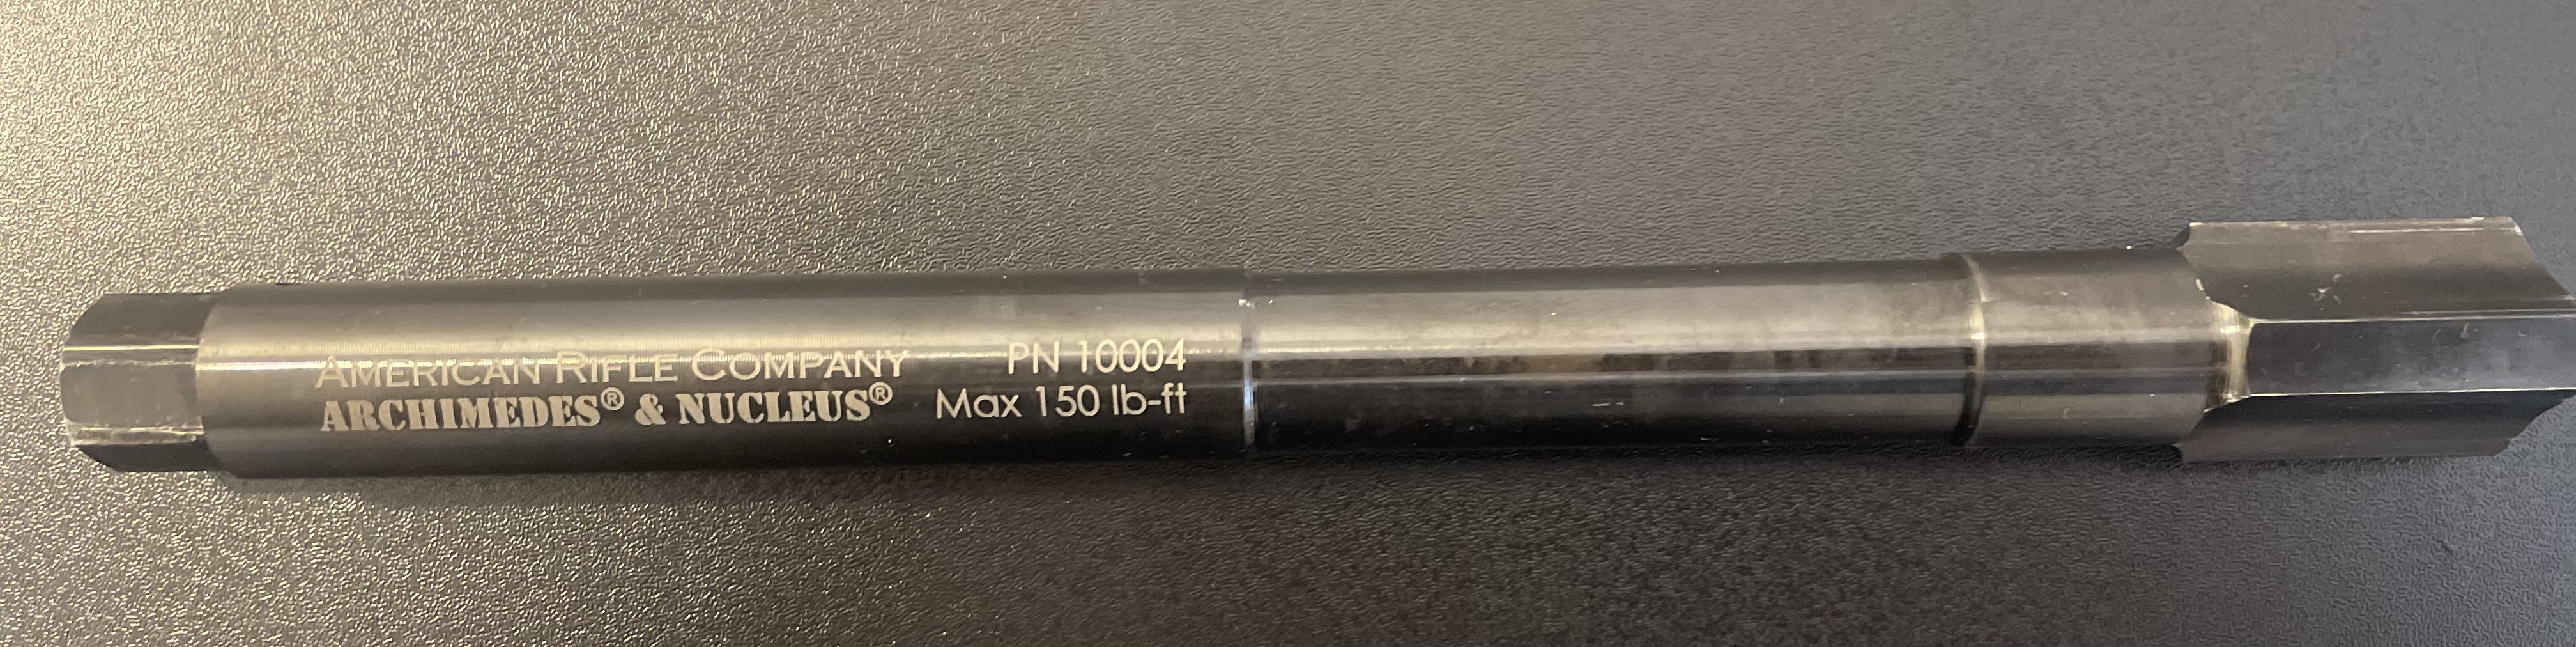 AMERICAN RIFLE COMPANY PN 10004
ARCHIMEDES® & NUCLEUS® Max 150 lb-ft